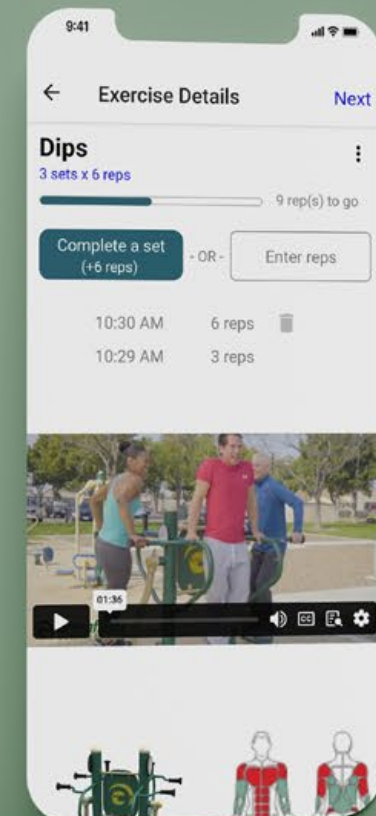 9:41
Exercise Details
Next
Dips
3 sets x 6 reps
9 rep(s) to go
Complete a set
(+6 reps)
- OR -
Enter reps
10:30 AM 6 reps
10:29 AM 3 reps
01:36
CC